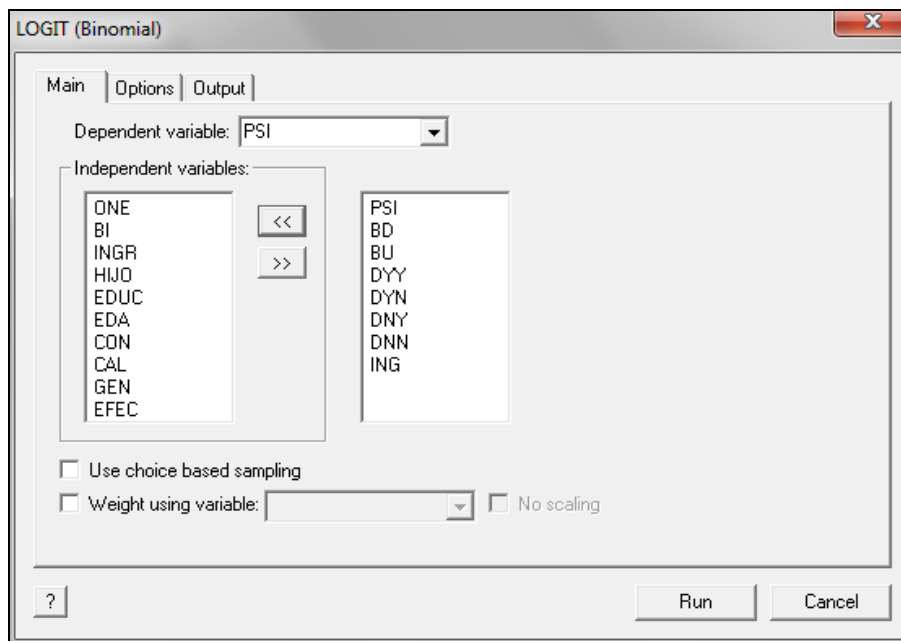 LOGIT (Binomial)
Main Options Output
Dependent variable: PSI
Independent variables:
ONE
BI
INGR
HIJO
EDUC
EDA
CON
CAL
GEN
EFEC
<<
>>
PSI
BD
BU
DYY
DYN
DNY
DNN
ING
Use choice based sampling
Weight using variable: No scaling
? Run Cancel